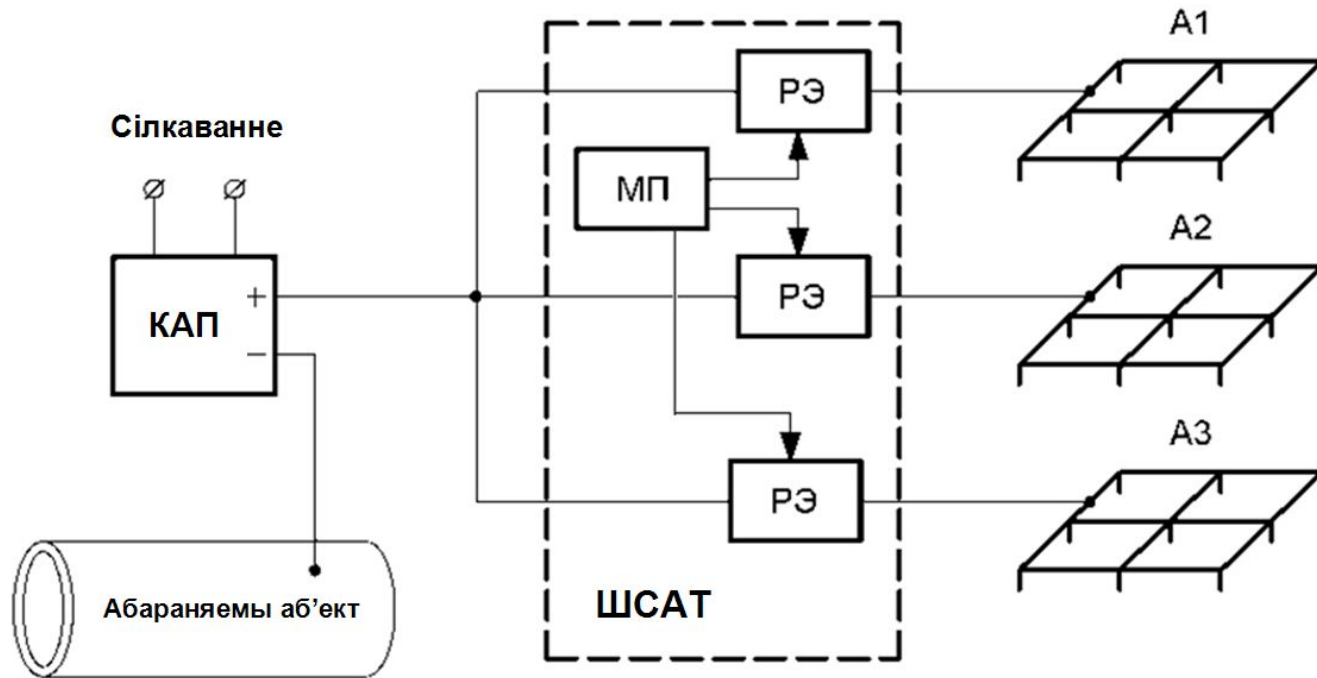 А1
РЭ
Сілкаванне
МП
А2
КАП
+
−
РЭ
А3
РЭ
Абараняемы аб’ект
ШСАТ